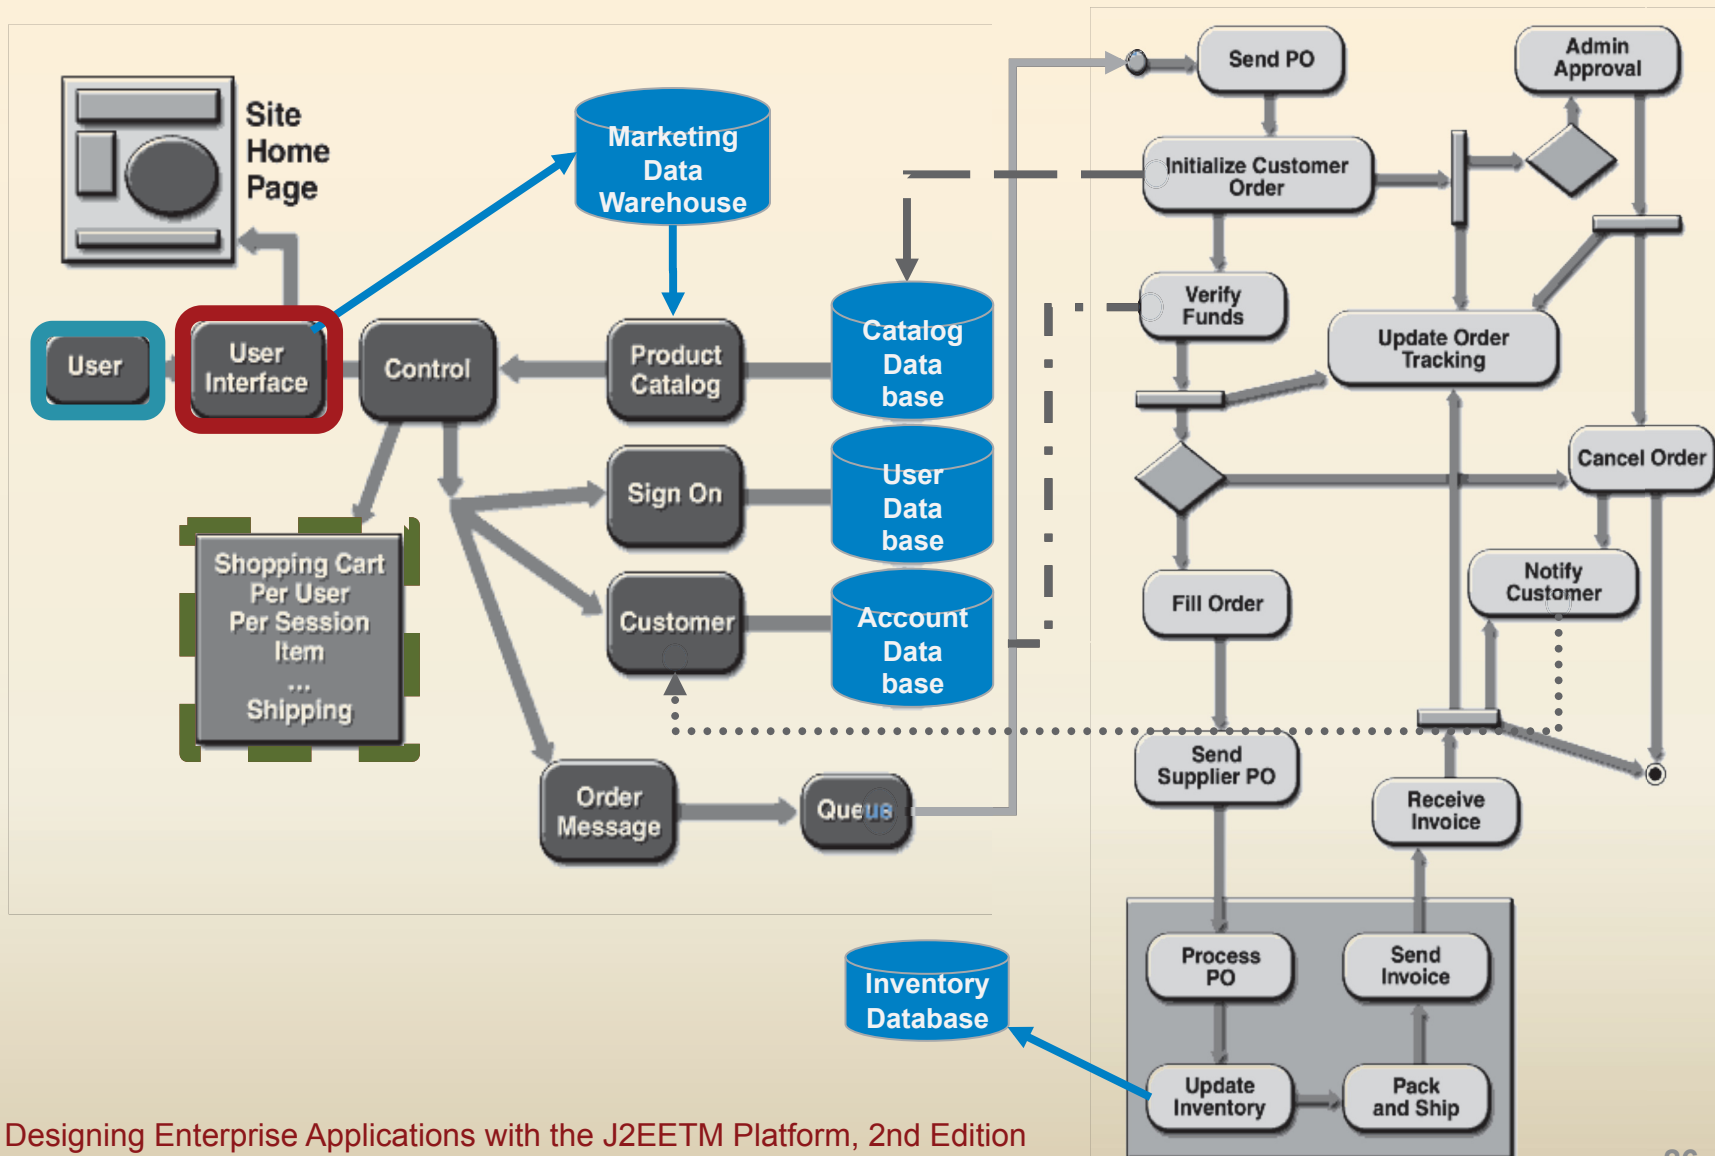 Site
Home
Page
Marketing
Data
Warehouse
User
User
Interface
Control
Product
Catalog
Catalog
Data
base
Sign On
User
Data
base
Customer
Account
Data
base
Shopping Cart
Per User
Per Session
Item
...
Shipping
Order
Message
Queue
Send PO
Admin
Approval
Initialize Customer
Order
Verify
Funds
Update Order
Tracking
Cancel Order
Fill Order
Notify
Customer
Send
Supplier PO
Receive
Invoice
Process
PO
Send
Invoice
Update
Inventory
Pack
and Ship
Inventory
Database
Designing Enterprise Applications with the J2EETM Platform, 2nd Edition